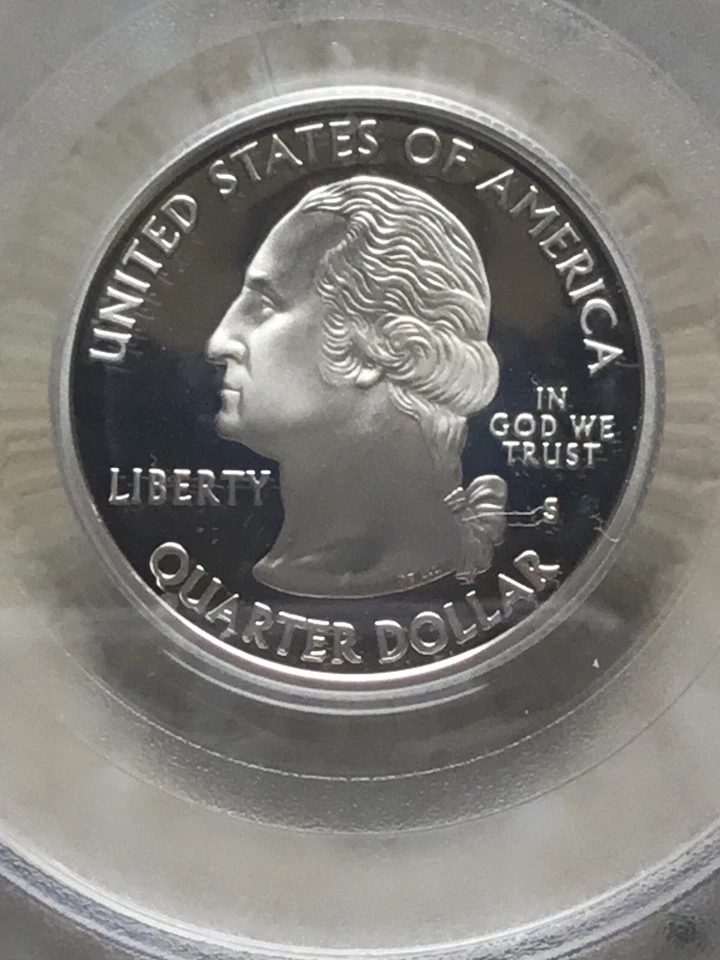 UNITED STATES OF AMERICA
IN
GOD WE
TRUST
LIBERTY
S
QUARTER DOLLAR